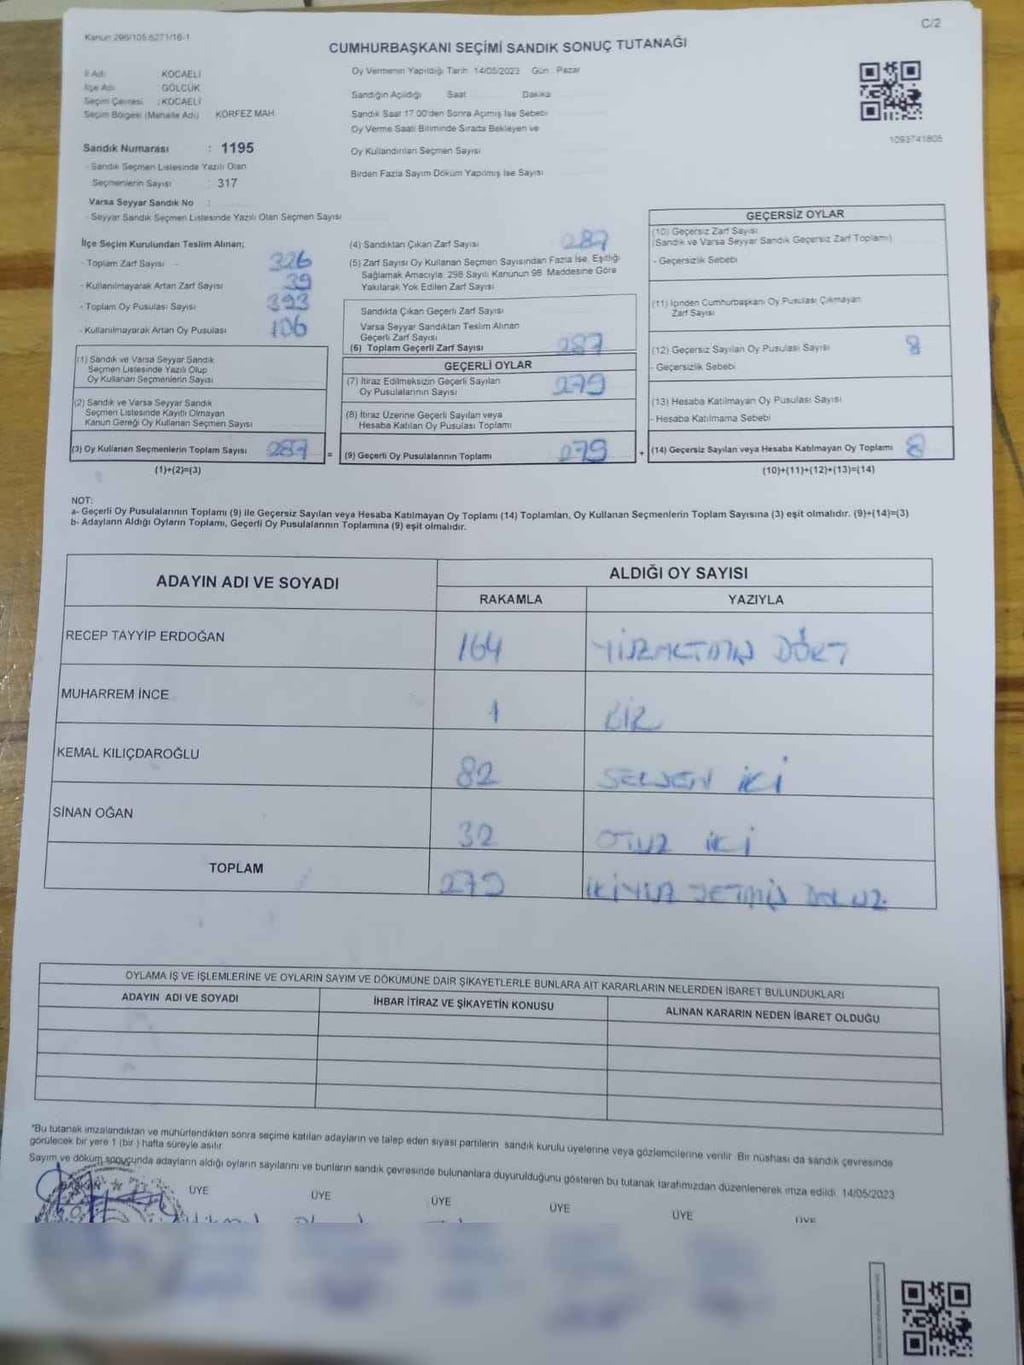 C/2
Kanun 298/105.6271/16-1
CUMHURBAŞKANI SEÇİMİ SANDIK SONUÇ TUTANAĞI
İl Adı KOCAELİ
İlçe Adı GÖLCÜK
Seçim Çevresi : KOCAELİ
Seçim Bölgesi (Mahalle Adı) KÖRFEZ MAH.
Sandık Numarası : 1195
- Sandık Seçmen Listesinde Yazılı Olan
Seçmenlerin Sayısı : 317
Varsa Seyyar Sandık No :
- Seyyar Sandık Seçmen Listesinde Yazılı Olan Seçmen Sayısı
Oy Vermenin Yapıldığı Tarih : 14/05/2023 Gün : Pazar
Sandığın Açıldığı Saat Dakika
Sandık Saat 17.00'den Sonra Açılmış İse Sebebi
Oy Verme Saati Bitiminde Sırada Bekleyen ve
Oy Kullandırılan Seçmen Sayısı
Birden Fazla Sayım Döküm Yapılmış İse Sayısı
1093741805
İlçe Seçim Kurulundan Teslim Alınan;
- Toplam Zarf Sayısı 326
- Kullanılmayarak Artan Zarf Sayısı 39
- Toplam Oy Pusulası Sayısı 393
- Kullanılmayarak Artan Oy Pusulası 106
(1) Sandık ve Varsa Seyyar Sandık
Seçmen Listesinde Yazılı Olup
Oy Kullanan Seçmenlerin Sayısı
(2) Sandık ve Varsa Seyyar Sandık
Seçmen Listesinde Kayıtlı Olmayan
Kanun Gereği Oy Kullanan Seçmen Sayısı
(3) Oy Kullanan Seçmenlerin Toplam Sayısı 287 =
(1)+(2)=(3)
(4) Sandıktan Çıkan Zarf Sayısı 287
(5) Zarf Sayısı Oy Kullanan Seçmen Sayısından Fazla İse, Eşitliği
Sağlamak Amacıyla 298 Sayılı Kanunun 98. Maddesine Göre
Yakılarak Yok Edilen Zarf Sayısı
Sandıkta Çıkan Geçerli Zarf Sayısı
Varsa Seyyar Sandıktan Teslim Alınan
Geçerli Zarf Sayısı
(6) Toplam Geçerli Zarf Sayısı 287
GEÇERLİ OYLAR
(7) İtiraz Edilmeksizin Geçerli Sayılan
Oy Pusulalarının Sayısı 279
(8) İtiraz Üzerine Geçerli Sayılan veya
Hesaba Katılan Oy Pusulası Toplamı
(9) Geçerli Oy Pusulalarının Toplamı 279 +
GEÇERSİZ OYLAR
(10) Geçersiz Zarf Sayısı
(Sandık ve Varsa Seyyar Sandık Geçersiz Zarf Toplamı)
- Geçersizlik Sebebi
(11) İçinden Cumhurbaşkanı Oy Pusulası Çıkmayan
Zarf Sayısı
(12) Geçersiz Sayılan Oy Pusulası Sayısı 8
- Geçersizlik Sebebi
(13) Hesaba Katılmayan Oy Pusulası Sayısı
- Hesaba Katılmama Sebebi
(14) Geçersiz Sayılan veya Hesaba Katılmayan Oy Toplamı 8
(10)+(11)+(12)+(13)=(14)
NOT:
a- Geçerli Oy Pusulalarının Toplamı (9) ile Geçersiz Sayılan veya Hesaba Katılmayan Oy Toplamı (14) Toplamları, Oy Kullanan Seçmenlerin Toplam Sayısına (3) eşit olmalıdır. (9)+(14)=(3)
b- Adayların Aldığı Oyların Toplamı, Geçerli Oy Pusulalarının Toplamına (9) eşit olmalıdır.
ADAYIN ADI VE SOYADI ALDIĞI OY SAYISI
RAKAMLA YAZIYLA
RECEP TAYYİP ERDOĞAN 164 YÜZALTMIŞ DÖRT
MUHARREM İNCE 1 BİR
KEMAL KILIÇDAROĞLU 82 SEKSEN İKİ
SİNAN OĞAN 32 OTUZ İKİ
TOPLAM 279 İKİYÜZ YETMİŞ DOKUZ
OYLAMA İŞ VE İŞLEMLERİNE VE OYLARIN SAYIM VE DÖKÜMÜNE DAİR ŞİKAYETLERLE BUNLARA AİT KARARLARIN NELERDEN İBARET BULUNDUKLARI
ADAYIN ADI VE SOYADI İHBAR İTİRAZ VE ŞİKAYETİN KONUSU ALINAN KARARIN NEDEN İBARET OLDUĞU
"Bu tutanak imzalandıktan ve mühürlendikten sonra seçime katılan adayların ve talep eden siyasi partilerin sandık kurulu üyelerine veya gözlemcilerine verilir. Bir nüshası da sandık çevresinde
görülecek bir yere 1 (bir ) hafta süreyle asılır.
Sayım ve döküm sonucunda adayların aldığı oyların sayılarını ve bunların sandık çevresinde bulunanlara duyurulduğunu gösteren bu tutanak tarafımızdan düzenlenerek imza edildi. 14/05/2023
ÜYE ÜYE ÜYE ÜYE ÜYE ÜYE